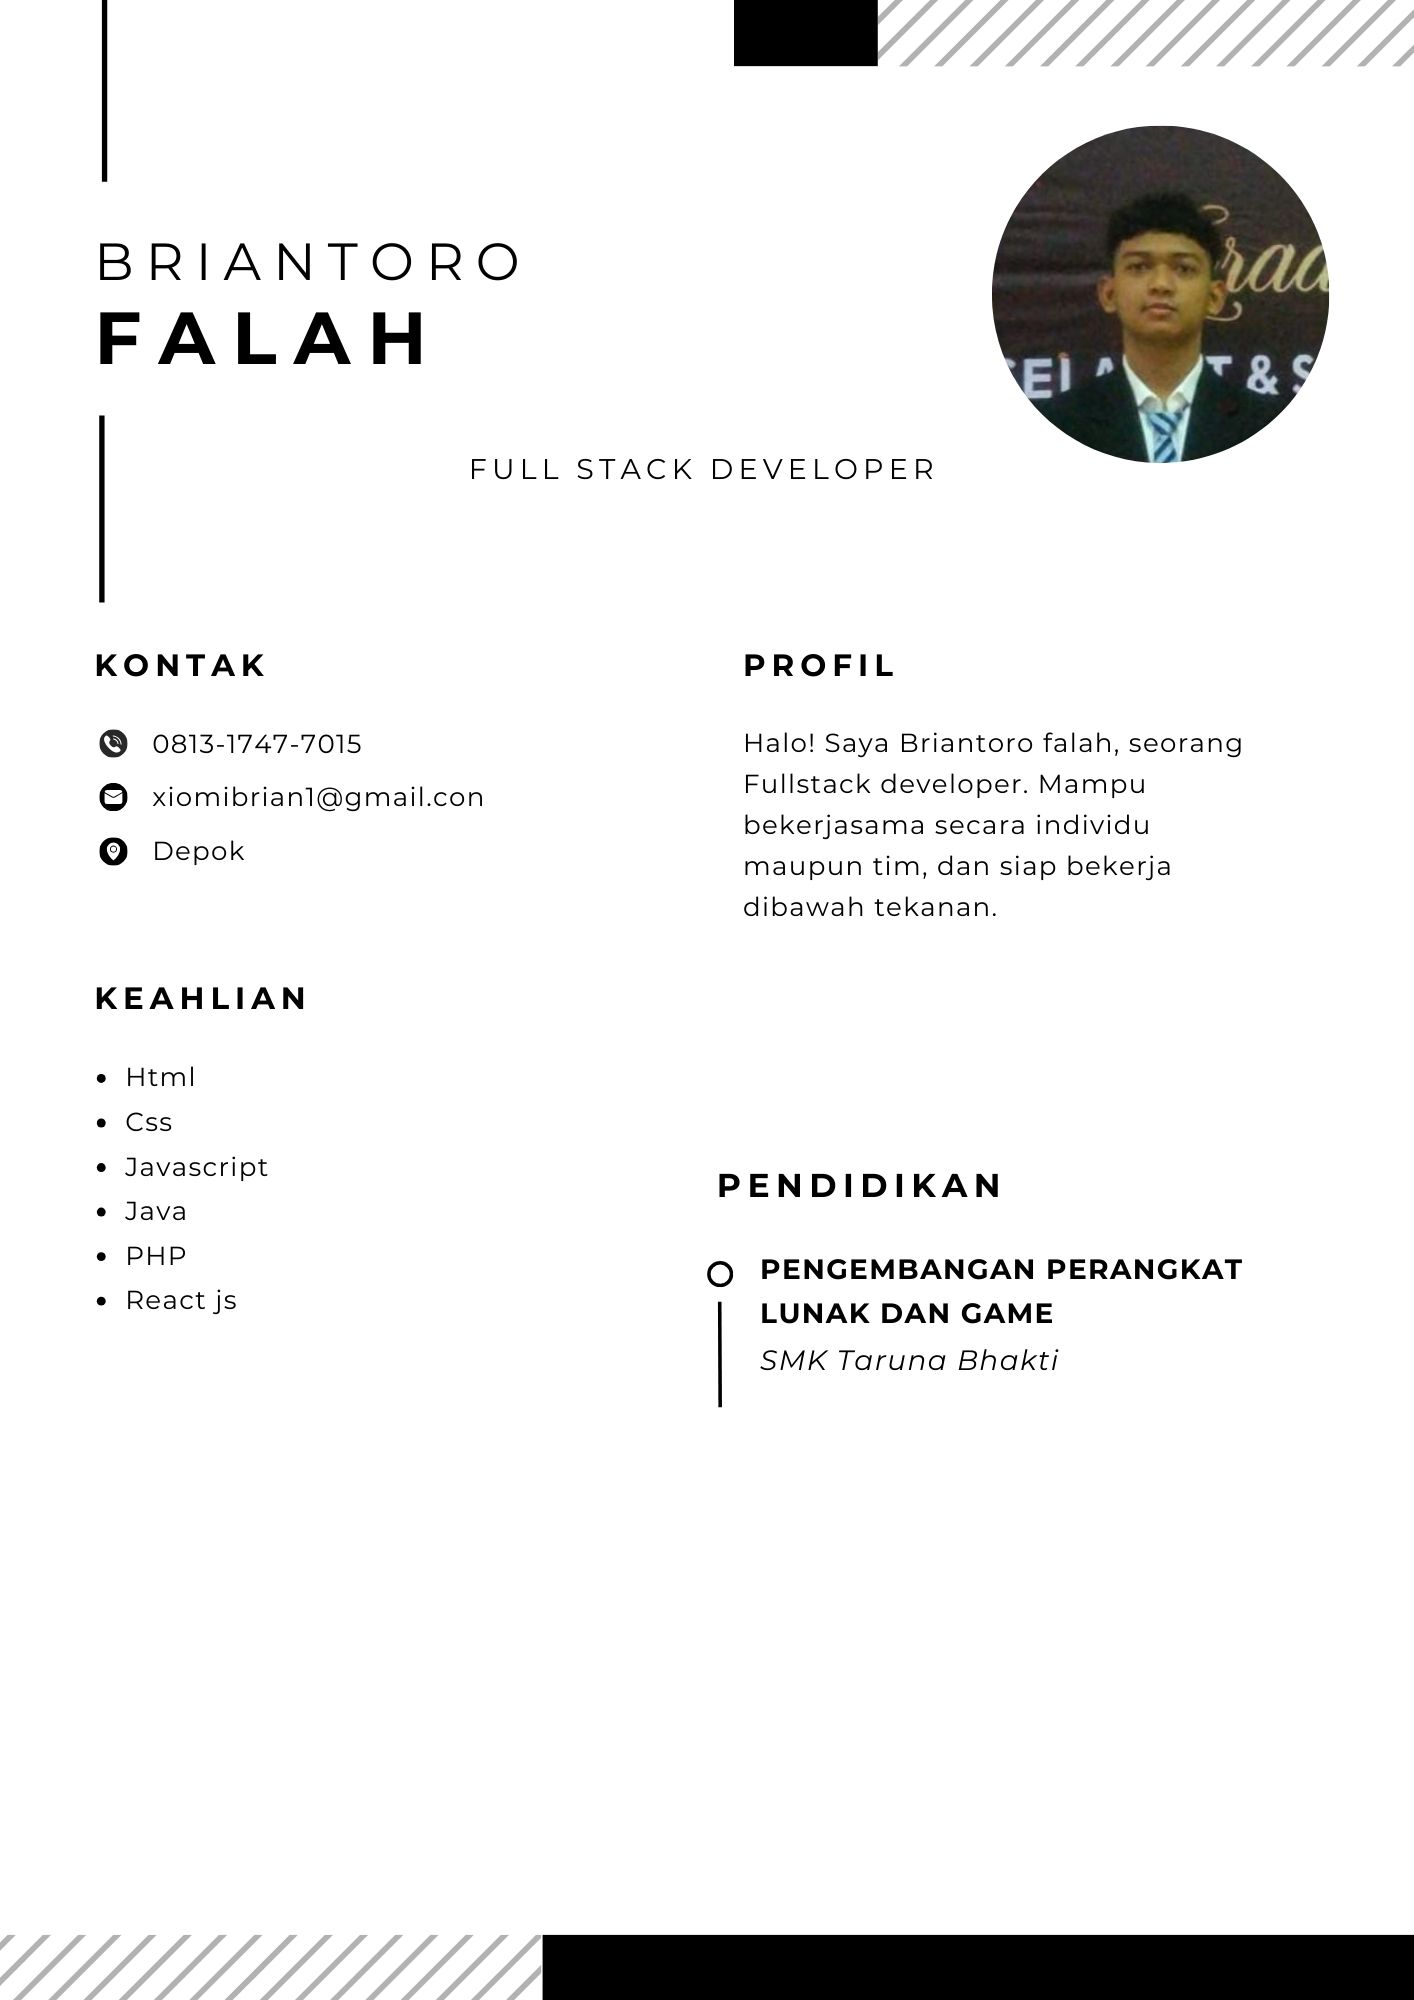 BRIANTORO
FALAH
FULL STACK DEVELOPER
KONTAK
0813-1747-7015
xiomibrian1@gmail.con
Depok
KEAHLIAN
Html
Css
Javascript
Java
PHP
React js
PROFIL
Halo! Saya Briantoro falah, seorang
Fullstack developer. Mampu
bekerjasama secara individu
maupun tim, dan siap bekerja
dibawah tekanan.
PENDIDIKAN
PENGEMBANGAN PERANGKAT
LUNAK DAN GAME
SMK Taruna Bhakti